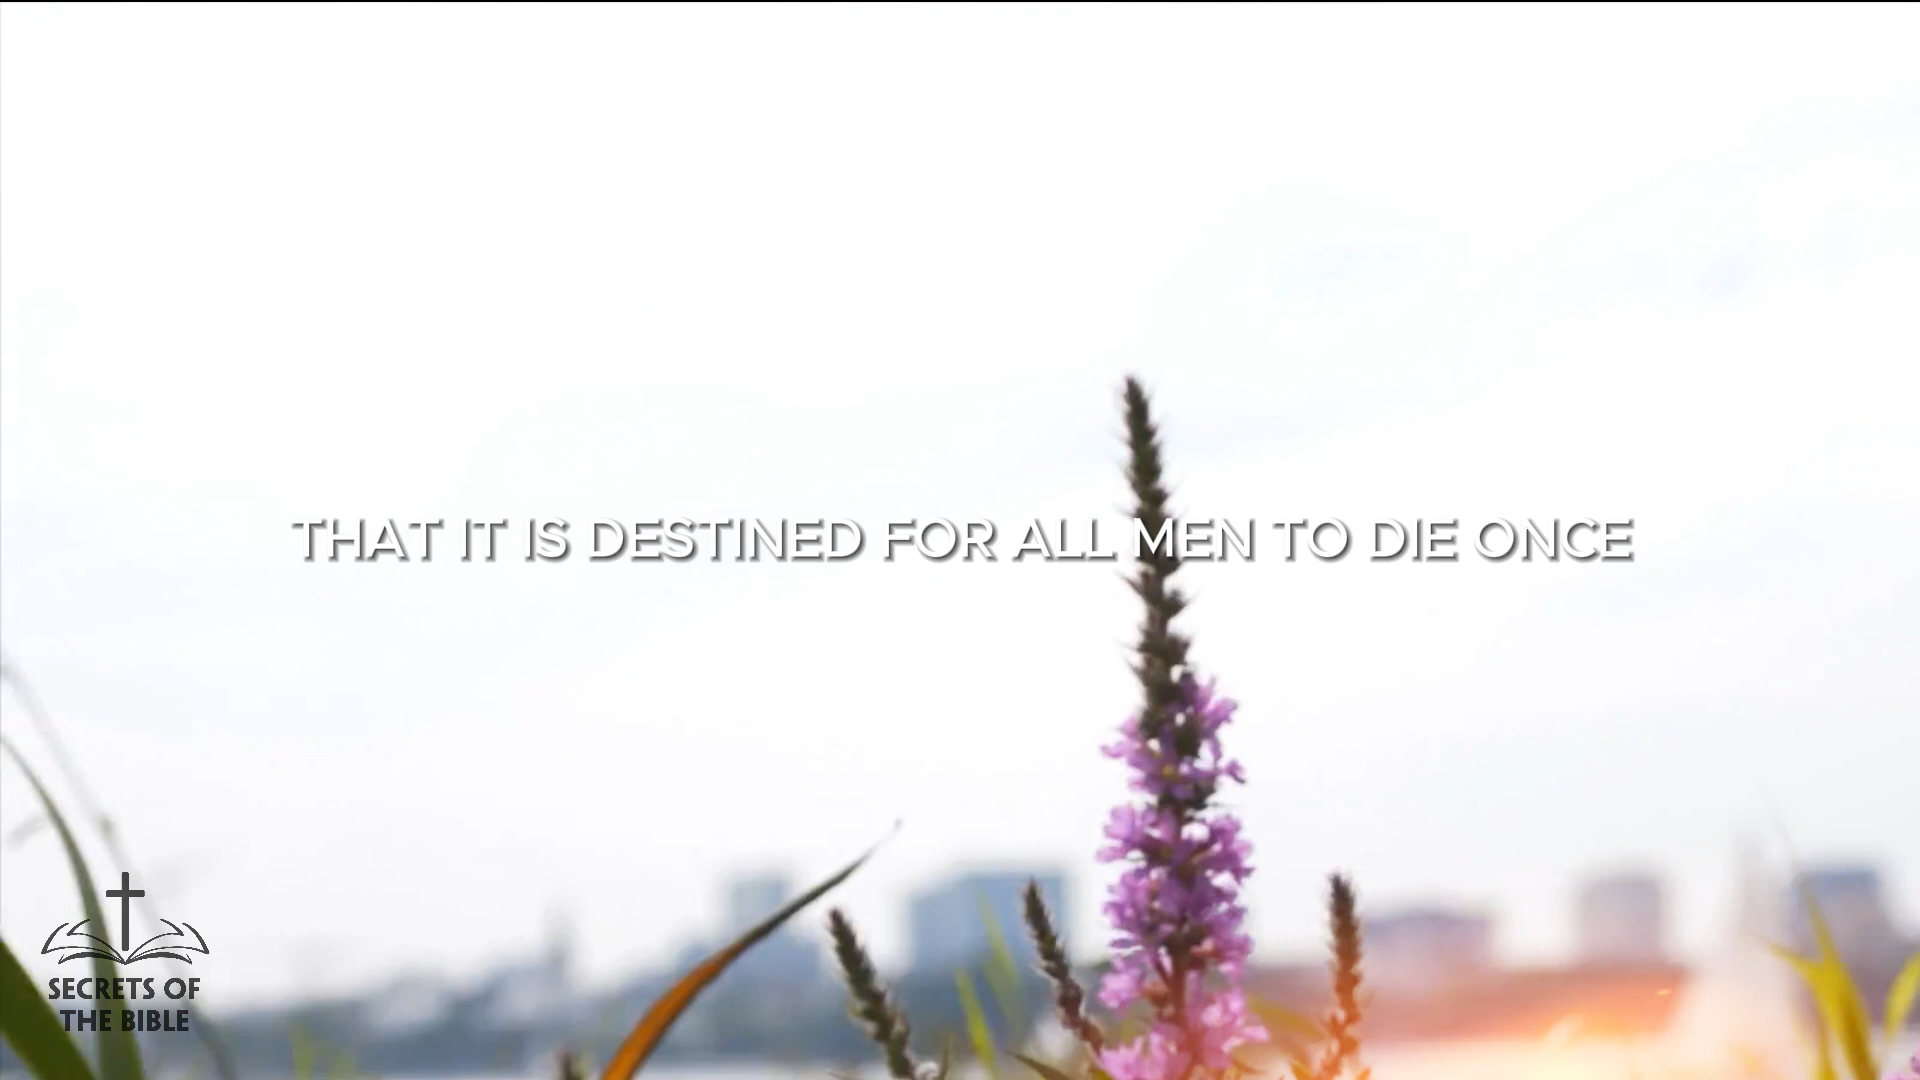 THAT IT IS DESTINED FOR ALL MEN TO DIE ONCE
SECRETS OF
THE BIBLE